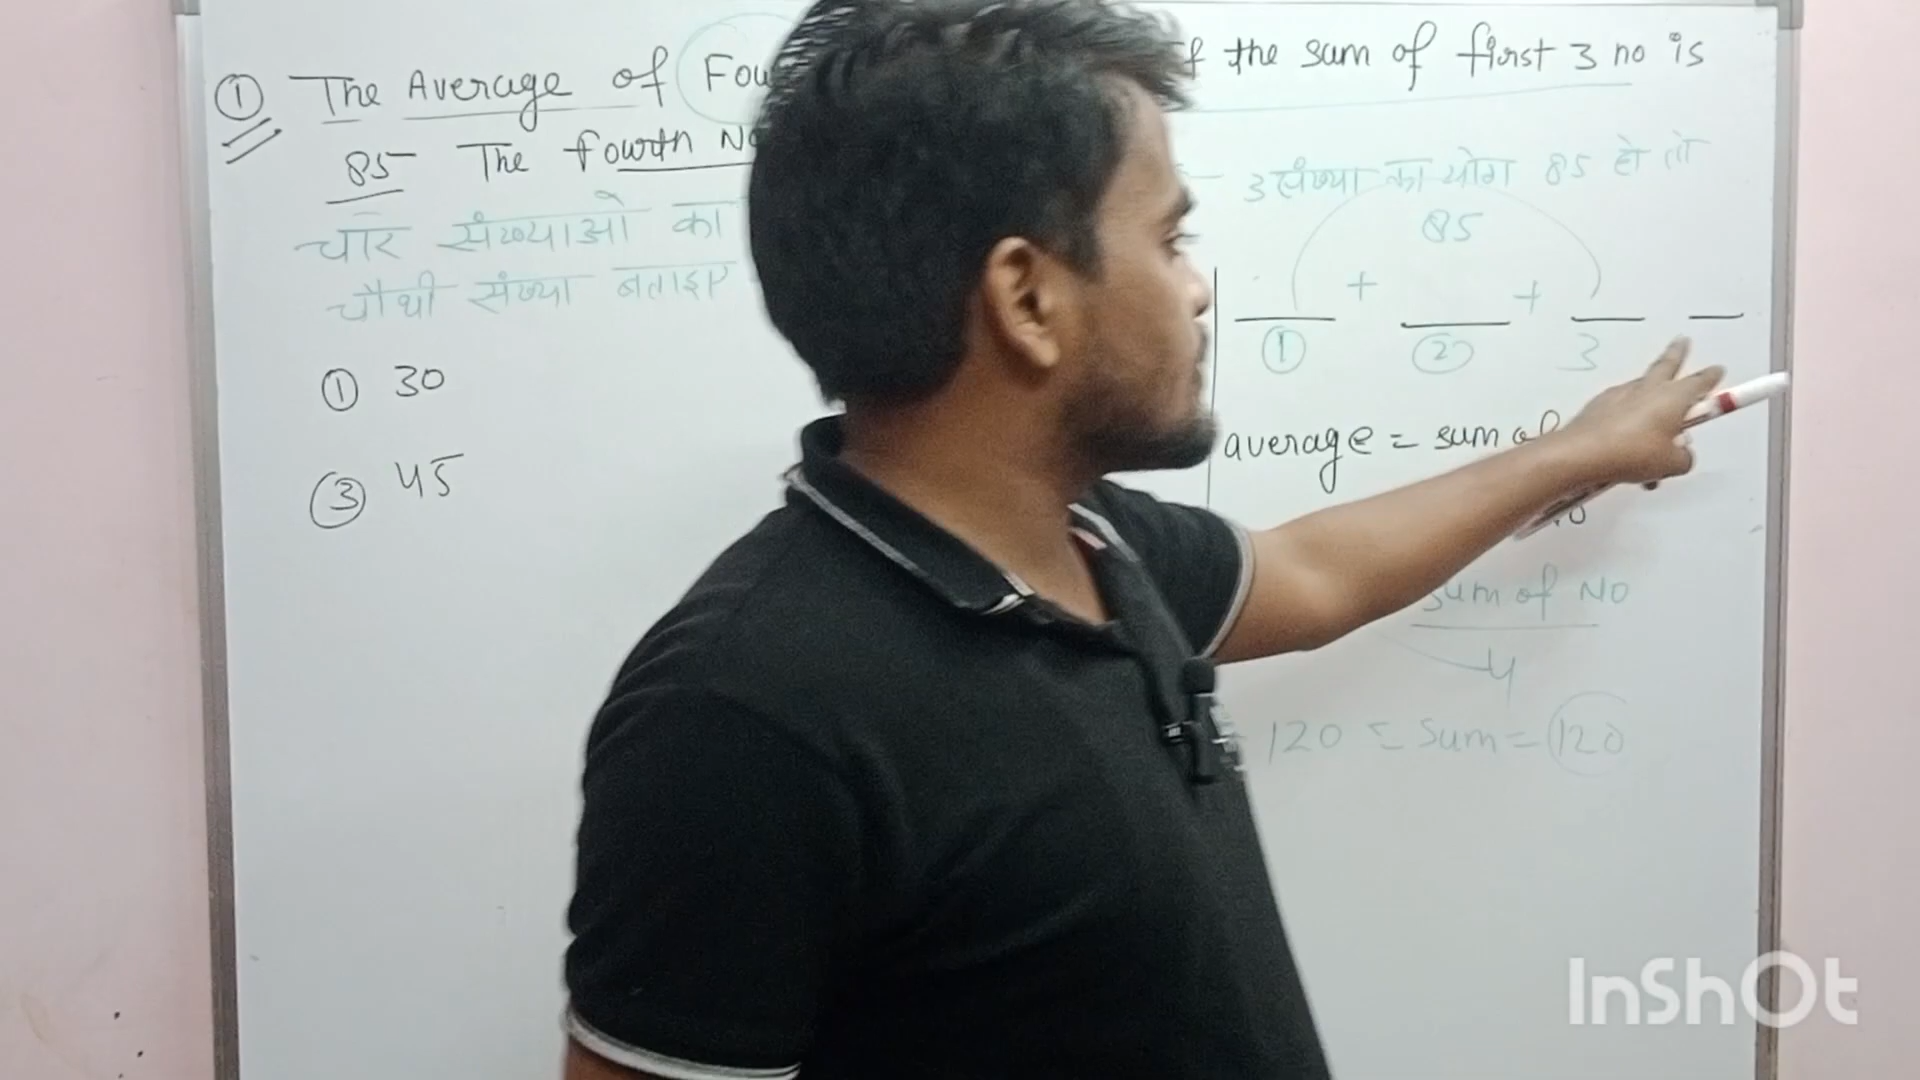 ① The Average of Fou
f the sum of first 3 no is
85 The fourth No
चार संख्याओ का
3 संख्या का योग 85 हो तो
चौथी संख्या बताइए
85
+ +
① ② 3
① 30
③ 45
average = sum of
sum of NO
4
120 = sum = 120
InShOt